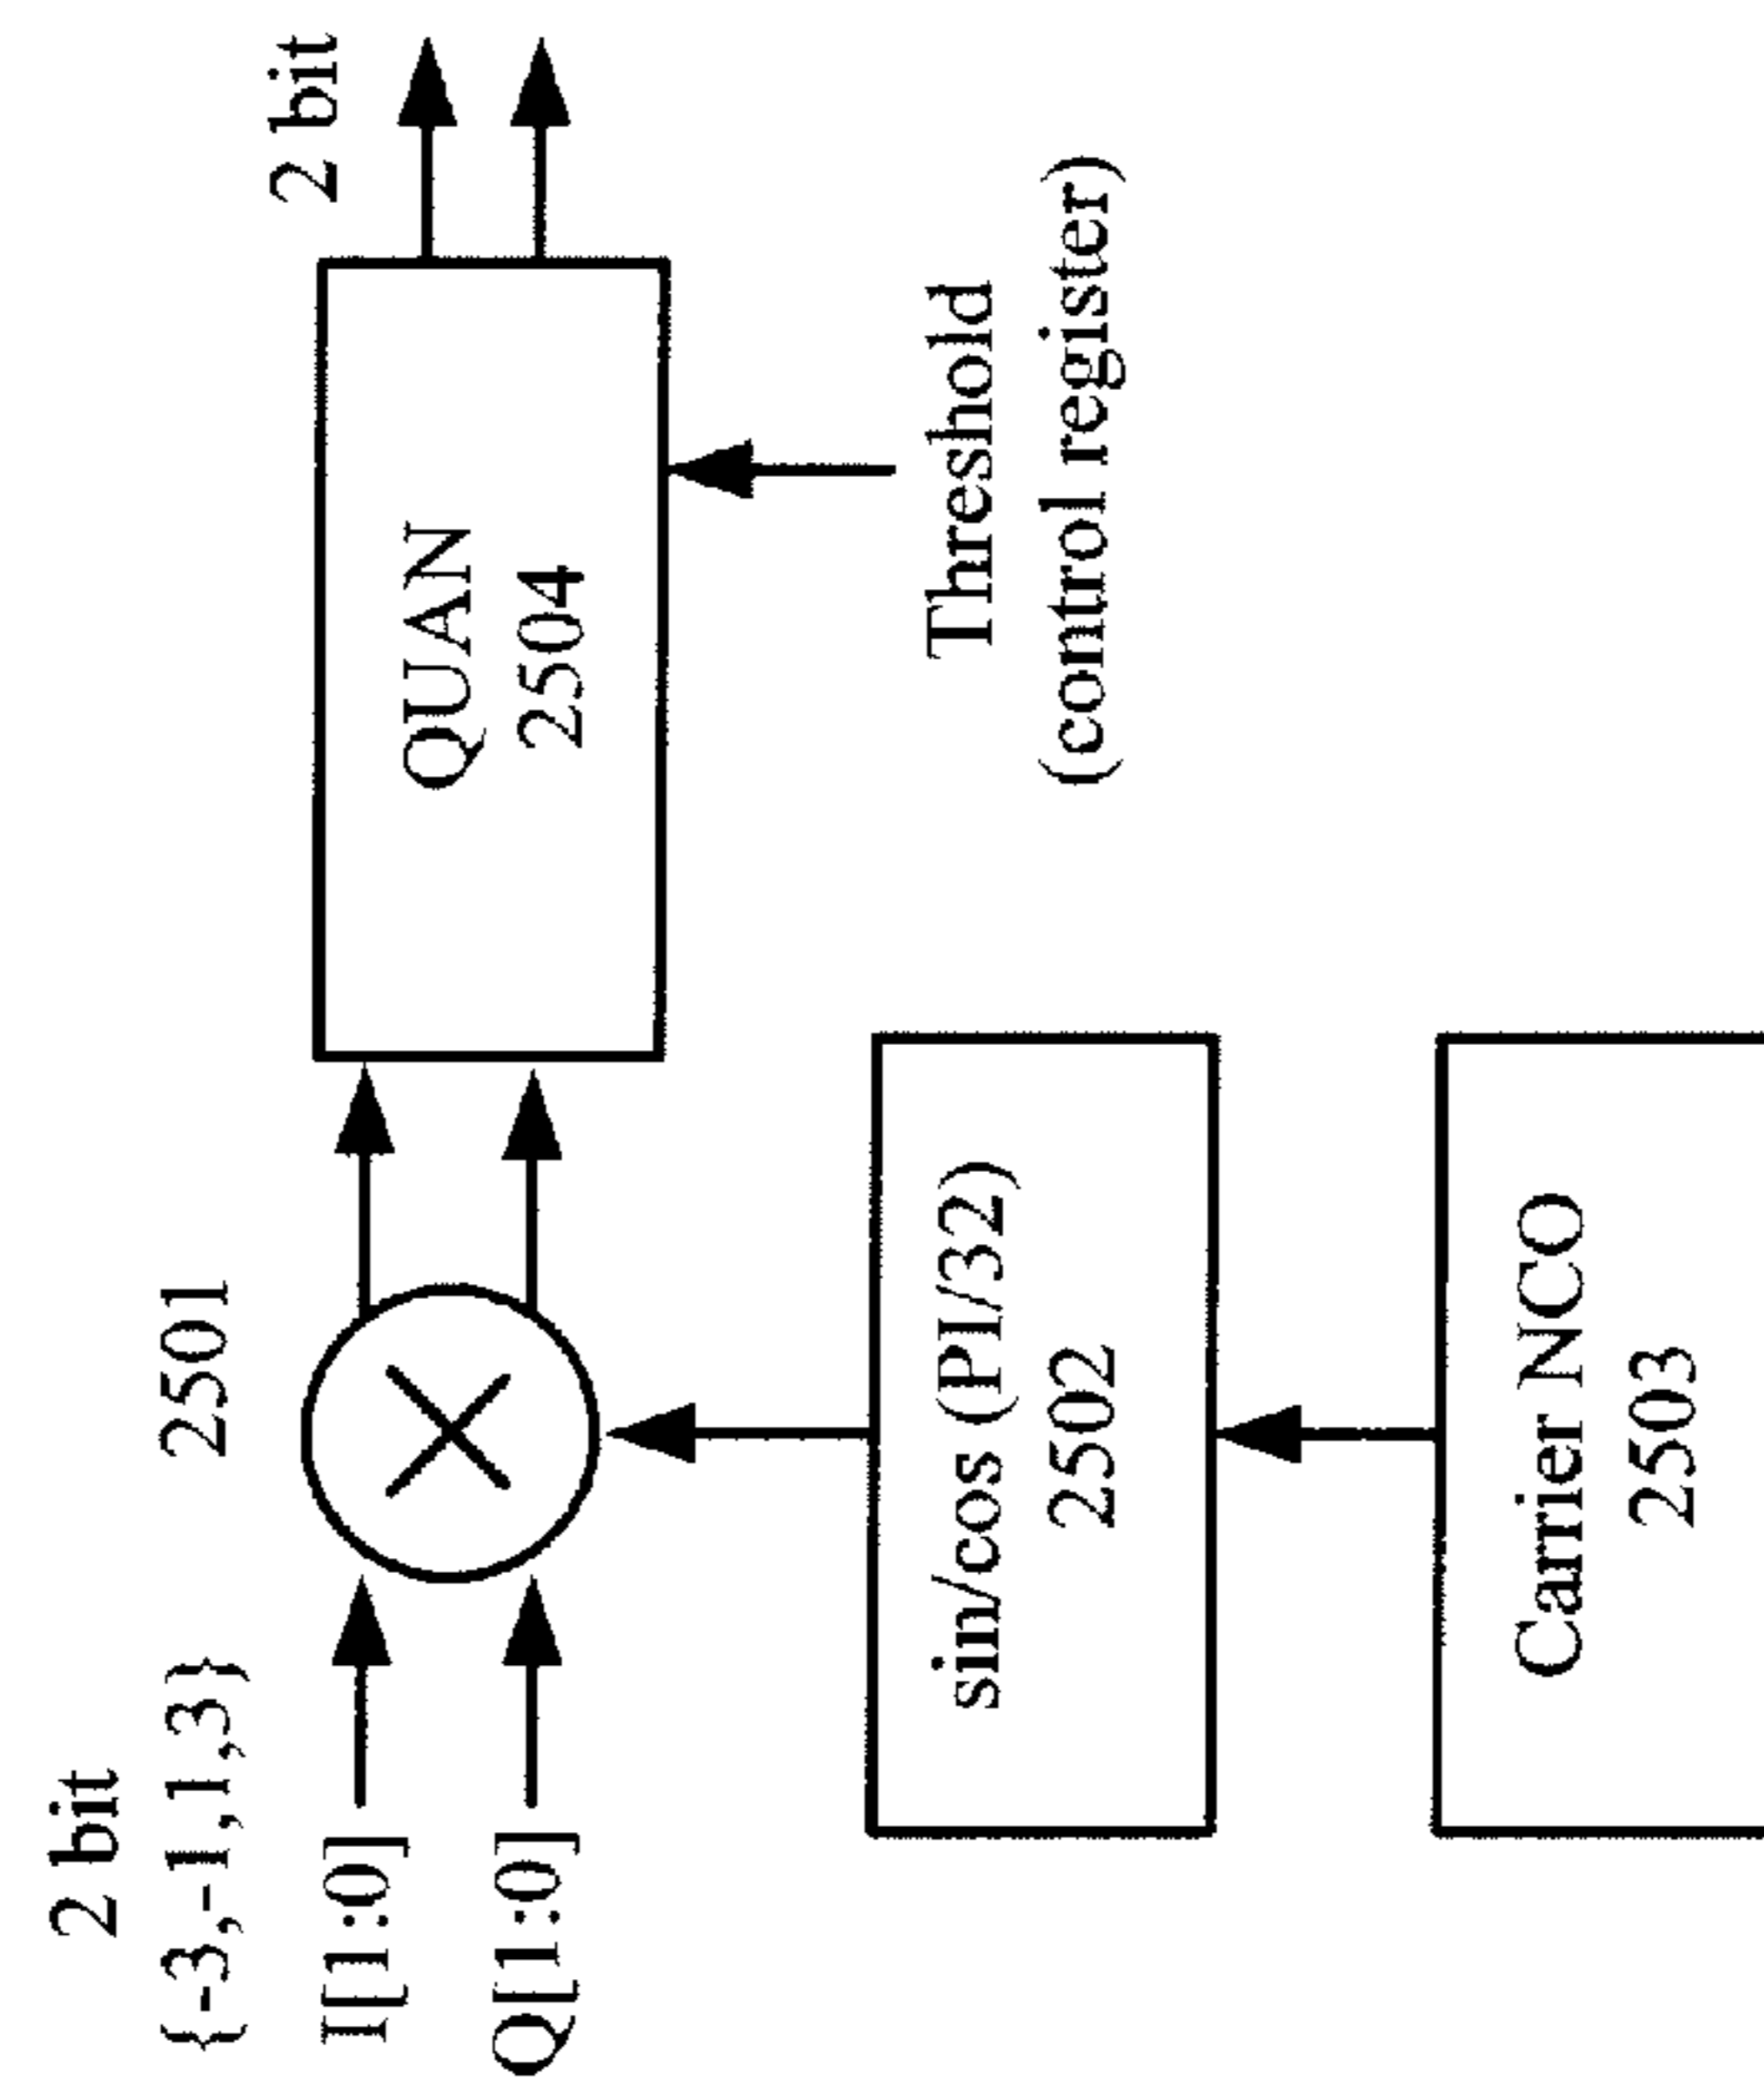 2 bit
{-3,-1,1,3}
I[1:0]
Q[1:0]
2501
2 bit
QUAN
2504
Threshold
(control register)
sin/cos (PI/32)
2502
Carrier NCO
2503